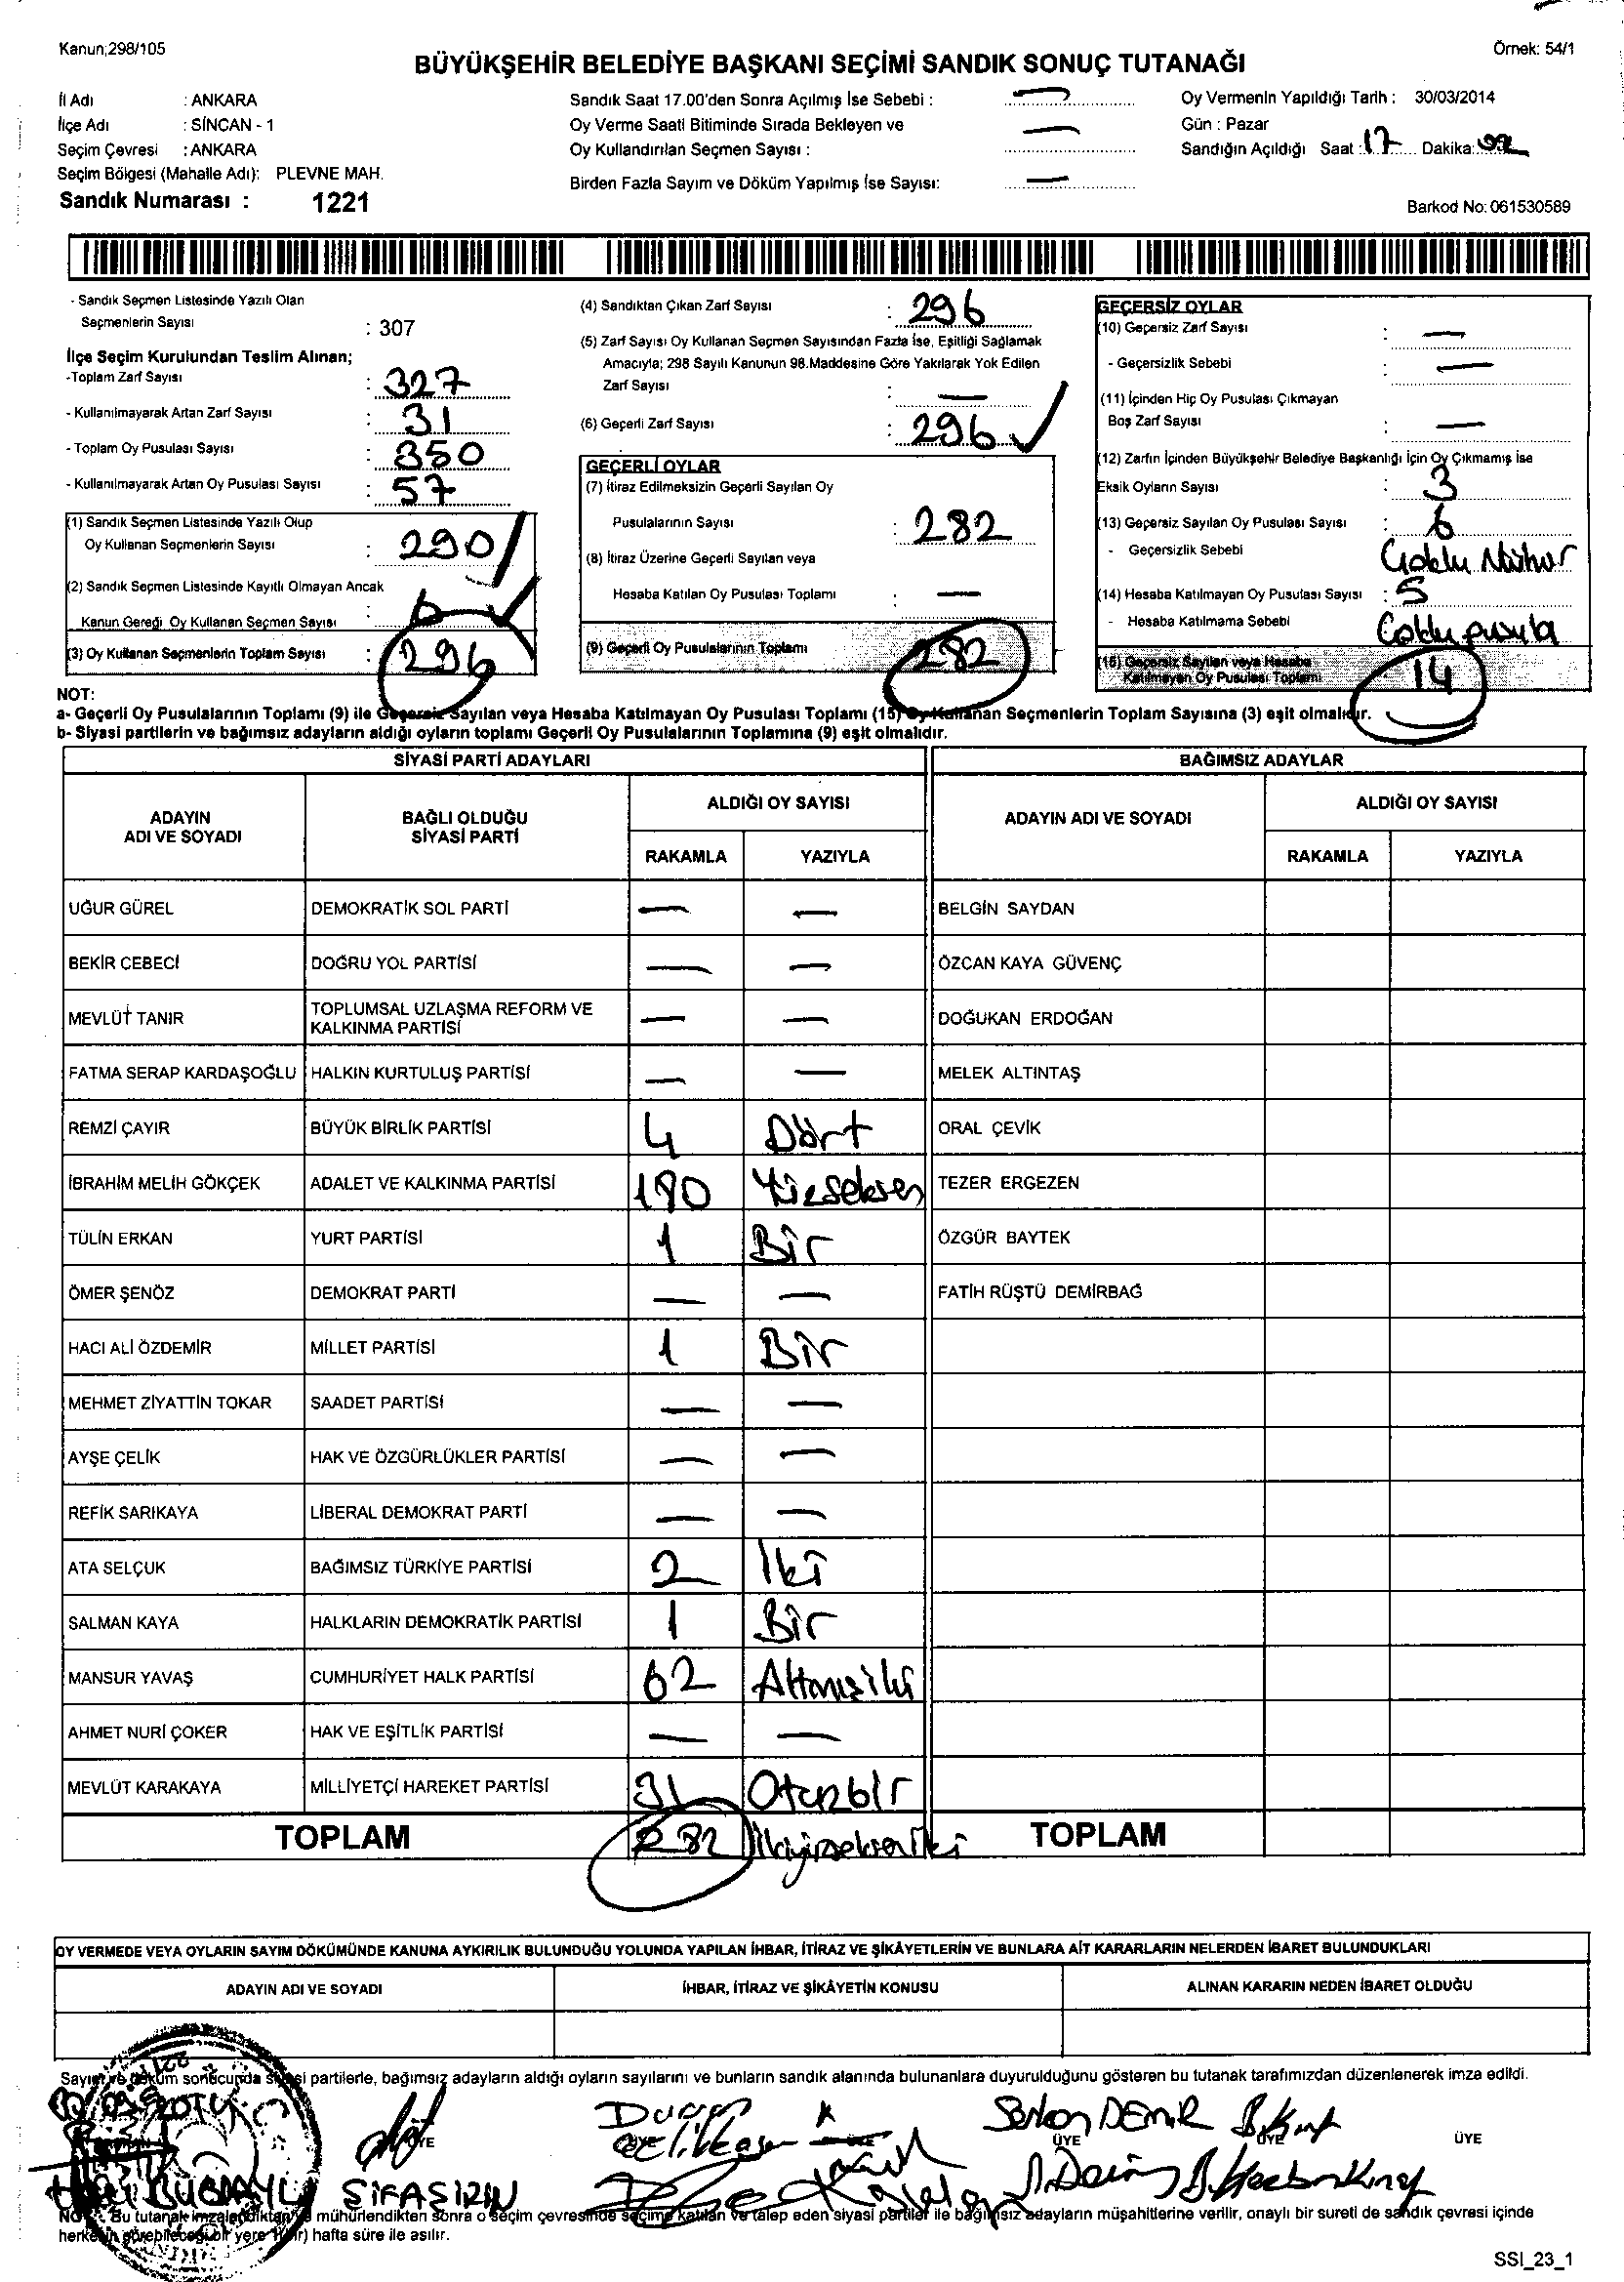 Kanun;298/105
Örnek: 54/1
BÜYÜKŞEHİR BELEDİYE BAŞKANI SEÇİMİ SANDIK SONUÇ TUTANAĞI
İl Adı : ANKARA
İlçe Adı : SİNCAN - 1
Seçim Çevresi : ANKARA
Seçim Bölgesi (Mahalle Adı): PLEVNE MAH.
Sandık Numarası : 1221
Sandık Saat 17.00'den Sonra Açılmış İse Sebebi : —
Oy Verme Saati Bitiminde Sırada Bekleyen ve
Oy Kullandırılan Seçmen Sayısı : —
Birden Fazla Sayım ve Döküm Yapılmış İse Sayısı: —
Oy Vermenin Yapıldığı Tarih : 30/03/2014
Gün : Pazar
Sandığın Açıldığı Saat : 17 Dakika:
Barkod No: 061530589
- Sandık Seçmen Listesinde Yazılı Olan
Seçmenlerin Sayısı : 307
İlçe Seçim Kurulundan Teslim Alınan;
-Toplam Zarf Sayısı : 327
- Kullanılmayarak Artan Zarf Sayısı : 31
- Toplam Oy Pusulası Sayısı : 350
- Kullanılmayarak Artan Oy Pusulası Sayısı : 57
(1) Sandık Seçmen Listesinde Yazılı Olup
Oy Kullanan Seçmenlerin Sayısı : 290
(2) Sandık Seçmen Listesinde Kayıtlı Olmayan Ancak
Kanun Gereği Oy Kullanan Seçmen Sayısı : 6
(3) Oy Kullanan Seçmenlerin Toplam Sayısı : 296
(4) Sandıktan Çıkan Zarf Sayısı : 296
(5) Zarf Sayısı Oy Kullanan Seçmen Sayısından Fazla İse, Eşitliği Sağlamak
Amacıyla; 298 Sayılı Kanunun 98.Maddesine Göre Yakılarak Yok Edilen
Zarf Sayısı : —
(6) Geçerli Zarf Sayısı : 296
GEÇERLİ OYLAR
(7) İtiraz Edilmeksizin Geçerli Sayılan Oy
Pusulalarının Sayısı : 282
(8) İtiraz Üzerine Geçerli Sayılan veya
Hesaba Katılan Oy Pusulası Toplamı : —
(9) Geçerli Oy Pusulalarının Toplamı 282
GEÇERSİZ OYLAR
(10) Geçersiz Zarf Sayısı : —
- Geçersizlik Sebebi : —
(11) İçinden Hiç Oy Pusulası Çıkmayan
Boş Zarf Sayısı : —
(12) Zarfın İçinden Büyükşehir Belediye Başkanlığı İçin Oy Çıkmamış İse
Eksik Oyların Sayısı : 3
(13) Geçersiz Sayılan Oy Pusulası Sayısı : 6
- Geçersizlik Sebebi Çoklu Mühür
(14) Hesaba Katılmayan Oy Pusulası Sayısı : 5
- Hesaba Katılmama Sebebi Çoklu pusula
(15) Geçersiz Sayılan veya Hesaba
Katılmayan Oy Pusulası Toplamı 14
NOT:
a- Geçerli Oy Pusulalarının Toplamı (9) ile Geçersiz Sayılan veya Hesaba Katılmayan Oy Pusulası Toplamı (15) Oy Kullanan Seçmenlerin Toplam Sayısına (3) eşit olmalıdır.
b- Siyasi partilerin ve bağımsız adayların aldığı oyların toplamı Geçerli Oy Pusulalarının Toplamına (9) eşit olmalıdır.
SİYASİ PARTİ ADAYLARI BAĞIMSIZ ADAYLAR
ADAYIN ADI VE SOYADI BAĞLI OLDUĞU SİYASİ PARTİ ALDIĞI OY SAYISI ADAYIN ADI VE SOYADI ALDIĞI OY SAYISI
RAKAMLA YAZIYLA RAKAMLA YAZIYLA
UĞUR GÜREL DEMOKRATİK SOL PARTİ — — BELGİN SAYDAN
BEKİR CEBECİ DOĞRU YOL PARTİSİ — — ÖZCAN KAYA GÜVENÇ
MEVLÜT TANIR TOPLUMSAL UZLAŞMA REFORM VE KALKINMA PARTİSİ — — DOĞUKAN ERDOĞAN
FATMA SERAP KARDAŞOĞLU HALKIN KURTULUŞ PARTİSİ — — MELEK ALTINTAŞ
REMZİ ÇAYIR BÜYÜK BİRLİK PARTİSİ 4 Dört ORAL ÇEVİK
İBRAHİM MELİH GÖKÇEK ADALET VE KALKINMA PARTİSİ 180 Yüzseksen TEZER ERGEZEN
TÜLİN ERKAN YURT PARTİSİ 1 Bir ÖZGÜR BAYTEK
ÖMER ŞENÖZ DEMOKRAT PARTİ — — FATİH RÜŞTÜ DEMİRBAĞ
HACI ALİ ÖZDEMİR MİLLET PARTİSİ 1 Bir
MEHMET ZİYATTİN TOKAR SAADET PARTİSİ — —
AYŞE ÇELİK HAK VE ÖZGÜRLÜKLER PARTİSİ — —
REFİK SARIKAYA LİBERAL DEMOKRAT PARTİ — —
ATA SELÇUK BAĞIMSIZ TÜRKİYE PARTİSİ 2 İki
SALMAN KAYA HALKLARIN DEMOKRATİK PARTİSİ 1 Bir
MANSUR YAVAŞ CUMHURİYET HALK PARTİSİ 62 Altmışiki
AHMET NURİ ÇOKER HAK VE EŞİTLİK PARTİSİ — —
MEVLÜT KARAKAYA MİLLİYETÇİ HAREKET PARTİSİ 31 Otuzbir
TOPLAM 282 İkiyüzsekseniki TOPLAM
OY VERMEDE VEYA OYLARIN SAYIM DÖKÜMÜNDE KANUNA AYKIRILIK BULUNDUĞU YOLUNDA YAPILAN İHBAR, İTİRAZ VE ŞİKÂYETLERİN VE BUNLARA AİT KARARLARIN NELERDEN İBARET BULUNDUKLARI
ADAYIN ADI VE SOYADI İHBAR, İTİRAZ VE ŞİKÂYETİN KONUSU ALINAN KARARIN NEDEN İBARET OLDUĞU
Sayım ve döküm sonucunda siyasi partilerle, bağımsız adayların aldığı oyların sayılarını ve bunların sandık alanında bulunanlara duyurulduğunu gösteren bu tutanak tarafımızdan düzenlenerek imza edildi.
Serkan DEMİR
ÜYE ÜYE ÜYE ÜYE
NOT: Bu tutanak imzalandıktan ve mühürlendikten sonra o seçim çevresinde seçime katılan ve talep eden siyasi partiler ile bağımsız adayların müşahitlerine verilir, onaylı bir sureti de sandık çevresi içinde
herkesin görebileceği bir yere 1(bir) hafta süre ile asılır.
SSI_23_1